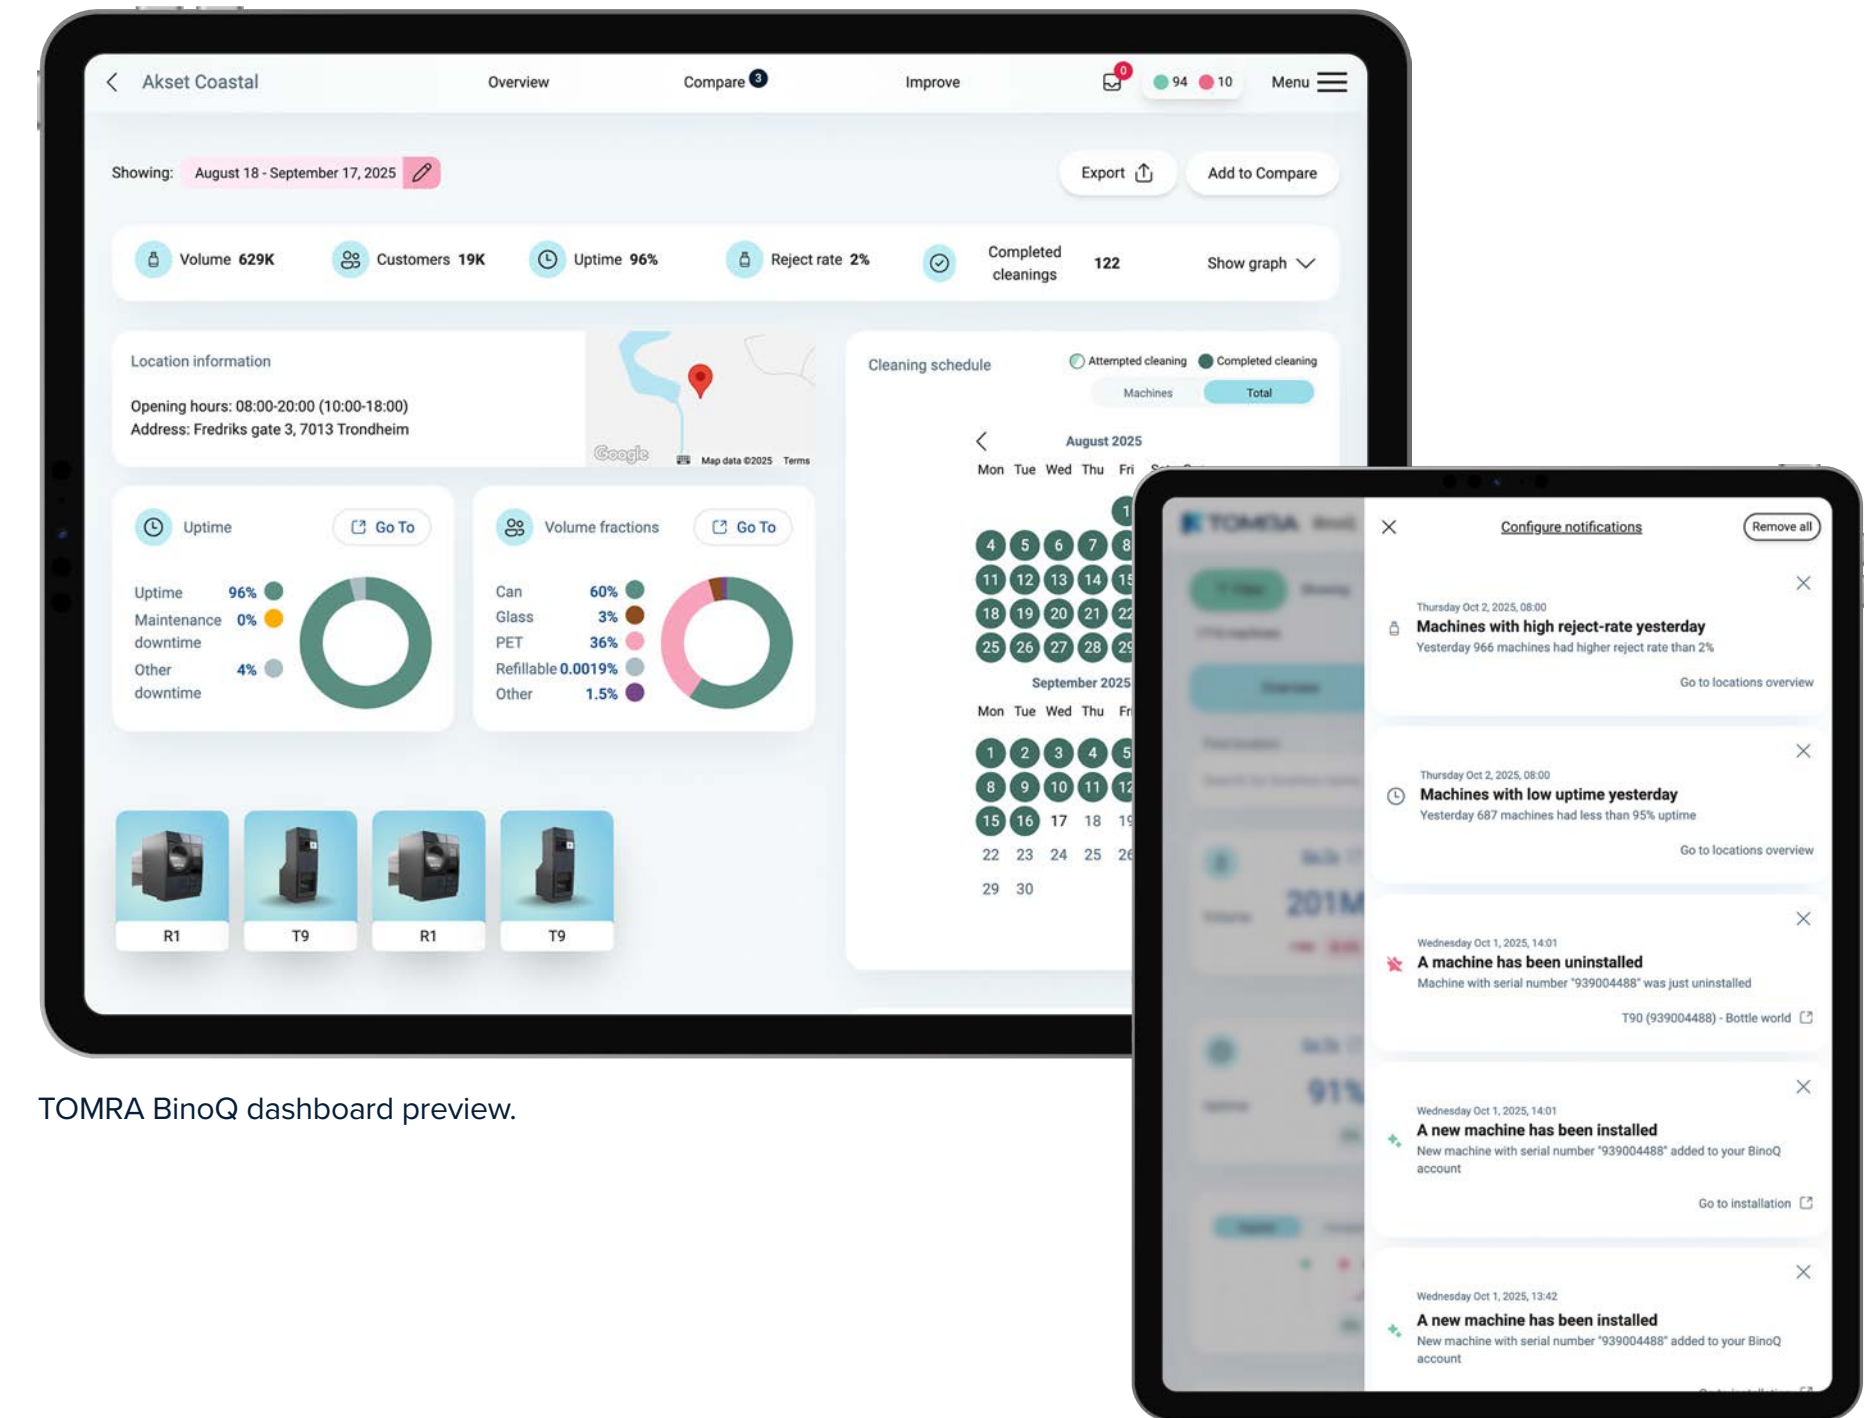 Akset Coastal
Overview
Compare 3
Improve
0
94 10
Menu
Showing: August 18 - September 17, 2025
Export
Add to Compare
Volume 629K
Customers 19K
Uptime 96%
Reject rate 2%
Completed
cleanings
122
Show graph
Location information
Opening hours: 08:00-20:00 (10:00-18:00)
Address: Fredriks gate 3, 7013 Trondheim
Google
Map data ©2025 Terms
Uptime
Go To
Uptime 96%
Maintenance 0%
downtime
Other 4%
downtime
Volume fractions
Go To
Can 60%
Glass 3%
PET 36%
Refillable 0.0019%
Other 1.5%
R1
T9
R1
T9
Cleaning schedule
Attempted cleaning Completed cleaning
Machines Total
August 2025
Mon Tue Wed Thu Fri
1
4 5 6 7 8
11 12 13 14 15
18 19 20 21 22
25 26 27 28 29
September 2025
Mon Tue Wed Thu
1 2 3 4 5
8 9 10 11 12
15 16 17 18 19
22 23 24 25 26
29 30
TOMRA BinoQ
Overview
201M
91%
Configure notifications
Remove all
Thursday Oct 2, 2025, 08:00
Machines with high reject-rate yesterday
Yesterday 966 machines had higher reject rate than 2%
Go to locations overview
Thursday Oct 2, 2025, 08:00
Machines with low uptime yesterday
Yesterday 687 machines had less than 95% uptime
Go to locations overview
Wednesday Oct 1, 2025, 14:01
A machine has been uninstalled
Machine with serial number "939004488" was just uninstalled
T90 (939004488) - Bottle world
Wednesday Oct 1, 2025, 14:01
A new machine has been installed
New machine with serial number "939004488" added to your BinoQ
account
Go to installation
Wednesday Oct 1, 2025, 13:42
A new machine has been installed
New machine with serial number "939004488" added to your BinoQ
account
TOMRA BinoQ dashboard preview.